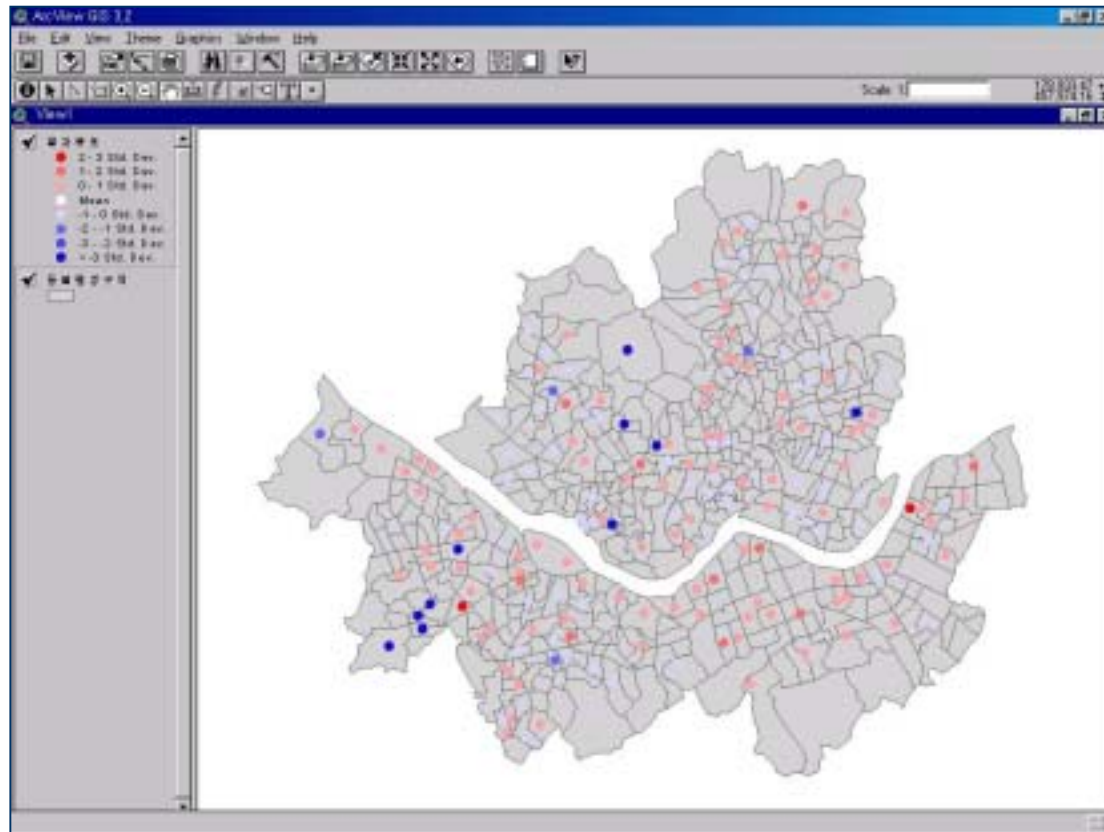 ArcView GIS 3.2
File Edit View Theme Graphics Window Help
Scale 1:
View1
2 - 3 Std. Dev.
1 - 2 Std. Dev.
0 - 1 Std. Dev.
Mean
-1 - 0 Std. Dev.
-2 - -1 Std. Dev.
-3 - -2 Std. Dev.
< -3 Std. Dev.